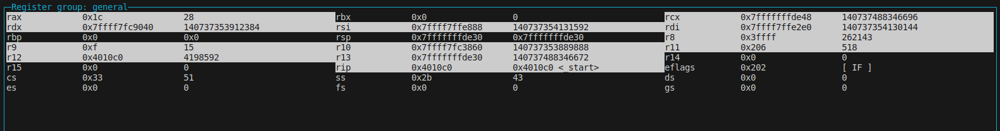 Register group: general
rax 0x1c 28 rbx 0x0 0 rcx 0x7fffffffde48 140737488346696
rdx 0x7ffff7fc9040 140737353912384 rsi 0x7ffff7ffe888 140737354131592 rdi 0x7ffff7ffe2e0 140737354130144
rbp 0x0 0x0 rsp 0x7fffffffde30 0x7fffffffde30 r8 0x3ffff 262143
r9 0xf 15 r10 0x7ffff7fc3860 140737353889888 r11 0x206 518
r12 0x4010c0 4198592 r13 0x7fffffffde30 140737488346672 r14 0x0 0
r15 0x0 0 rip 0x4010c0 0x4010c0 <_start> eflags 0x202 [ IF ]
cs 0x33 51 ss 0x2b 43 ds 0x0 0
es 0x0 0 fs 0x0 0 gs 0x0 0